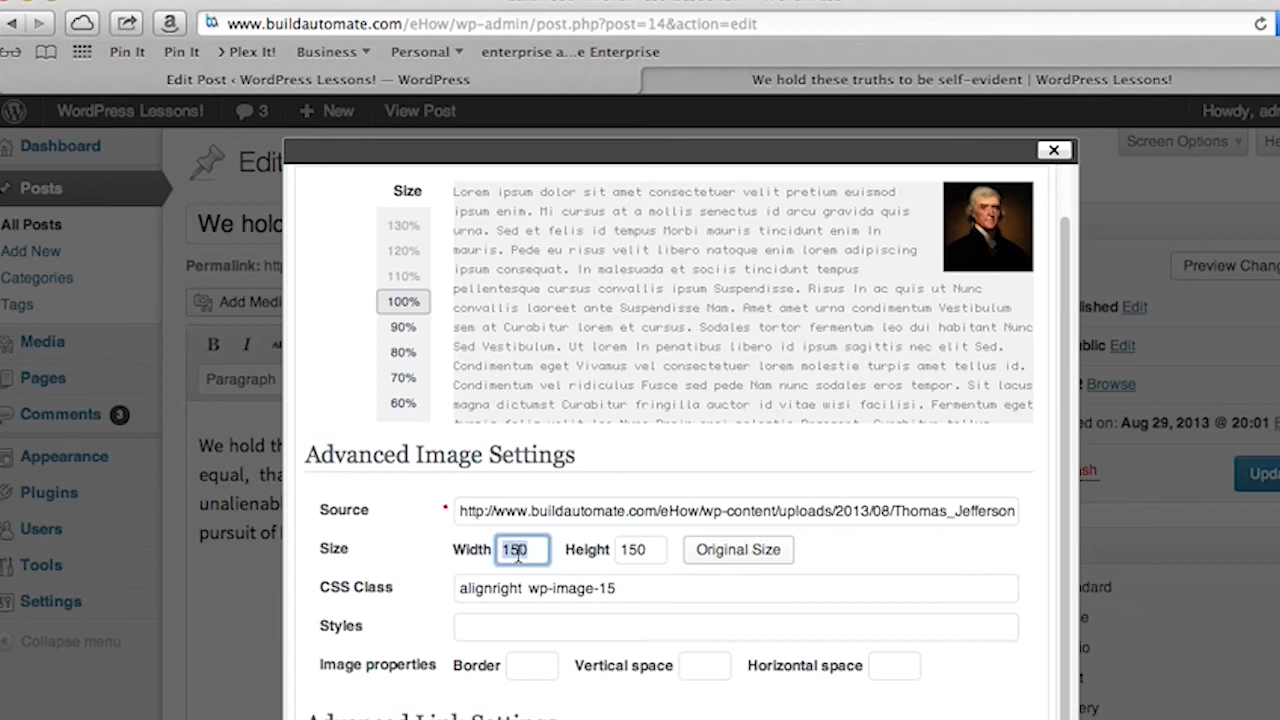 www.buildautomate.com/eHow/wp-admin/post.php?post=14&action=edit
Pin It Pin It > Plex It! Business Personal enterprise a...e Enterprise
Edit Post ‹ WordPress Lessons! — WordPress
We hold these truths to be self-evident | WordPress Lessons!
WordPress Lessons! 3 + New View Post Howdy,
Dashboard
Posts
All Posts
Add New
Categories
Tags
Media
Pages
Comments 3
Appearance
Plugins
Users
Tools
Settings
Collapse menu
Screen Options
Edit
We hold
Permalink:
Add Medi
B I
Paragraph
We hold th
equal, tha
unalienab
pursuit of
×
Size
130%
120%
110%
100%
90%
80%
70%
60%
Lorem ipsum dolor sit amet consectetuer velit pretium euismod
ipsum enim. Mi cursus at a mollis senectus id arcu gravida quis
urna. Sed et felis id tempus Morbi mauris tincidunt enim In
mauris. Pede eu risus velit libero natoque enim lorem adipiscing
ipsum consequat. In malesuada et sociis tincidunt tempus
pellentesque cursus convallis ipsum Suspendisse. Risus In ac quis ut Nunc
convallis laoreet ante Suspendisse Nam. Amet amet urna condimentum Vestibulum
sem at Curabitur lorem et cursus. Sodales tortor fermentum leo dui habitant Nunc
Sed Vestibulum. Ut lorem In penatibus libero id ipsum sagittis nec elit Sed.
Condimentum eget Vivamus vel consectetuer lorem molestie turpis amet tellus id.
Condimentum vel ridiculus Fusce sed pede Nam nunc sodales eros tempor. Sit lacus
magna dictumst Curabitur fringilla auctor id vitae wisi facilisi. Fermentum eget
Advanced Image Settings
Source * http://www.buildautomate.com/eHow/wp-content/uploads/2013/08/Thomas_Jefferson
Size Width 150 Height 150 Original Size
CSS Class alignright wp-image-15
Styles
Image properties Border Vertical space Horizontal space
Advanced Link Settings
Preview Chang
blished Edit
ublic Edit
Browse
ed on: Aug 29, 2013 @ 20:01
ash
Upda
ndard